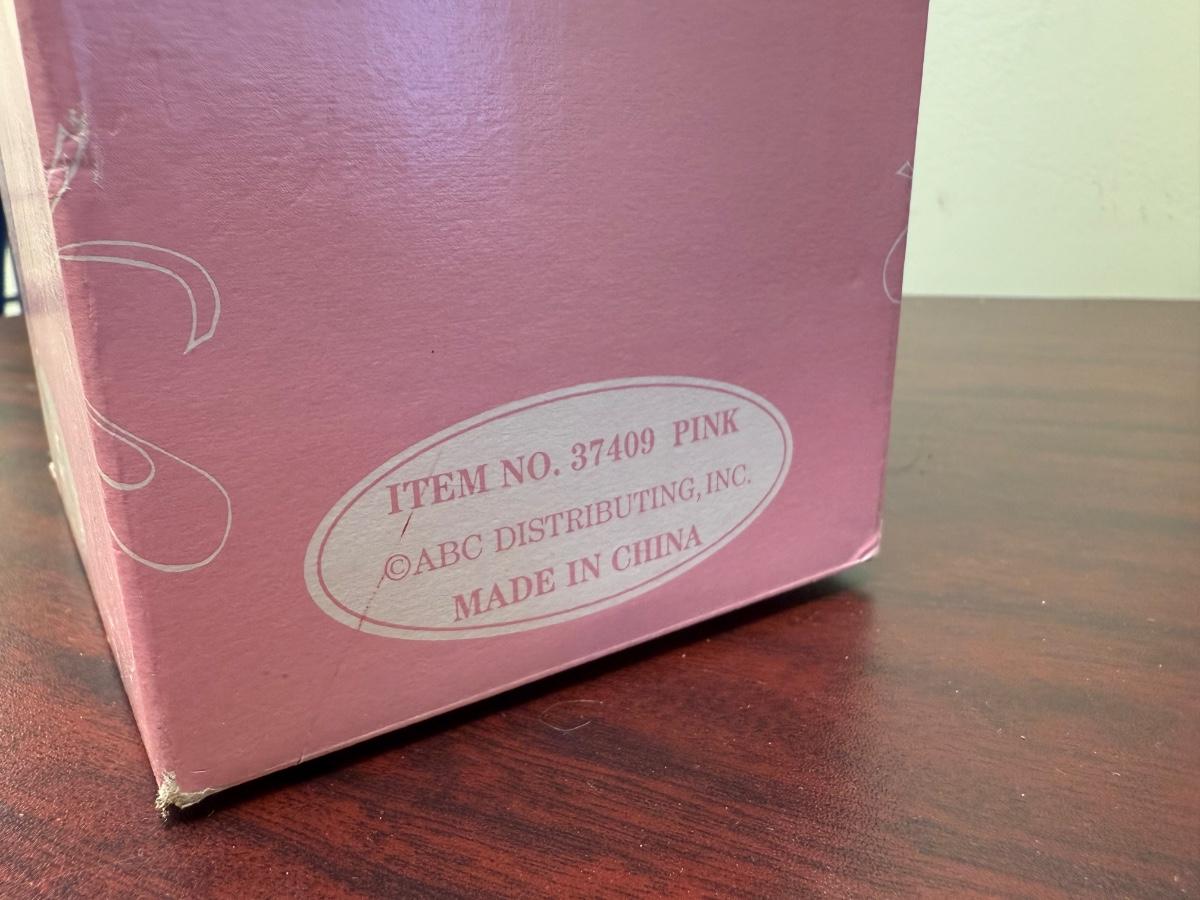 ITEM NO. 37409 PINK
©ABC DISTRIBUTING, INC.
MADE IN CHINA